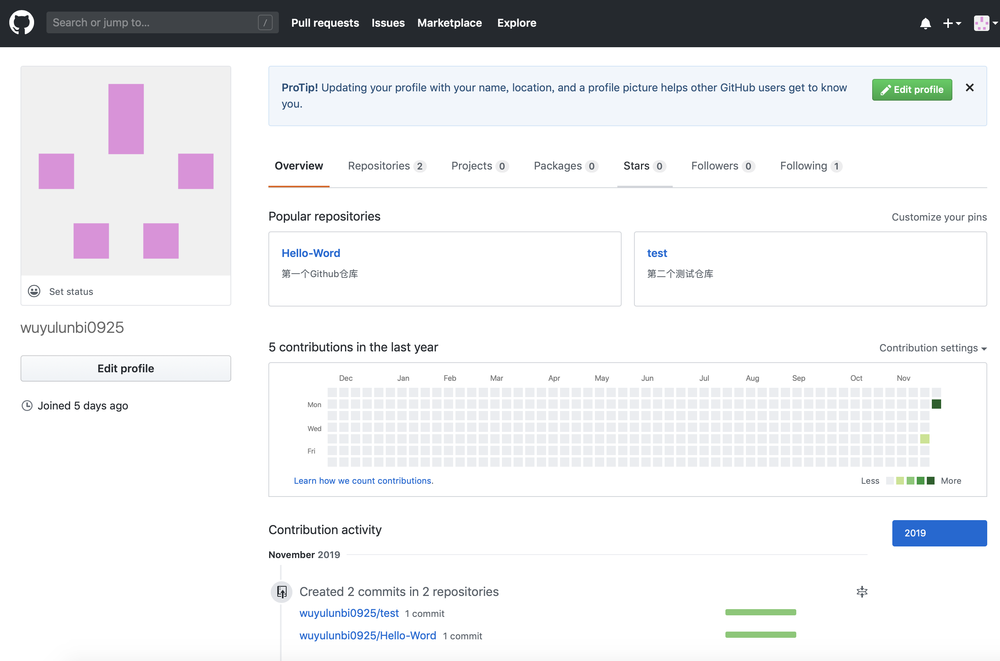 Search or jump to... /
Pull requests Issues Marketplace Explore
ProTip! Updating your profile with your name, location, and a profile picture helps other GitHub users get to know
you.
Edit profile
Set status
wuyulunbi0925
Edit profile
Joined 5 days ago
Overview Repositories 2 Projects 0 Packages 0 Stars 0 Followers 0 Following 1
Popular repositories
Customize your pins
Hello-Word
第一个Github仓库
test
第二个测试仓库
5 contributions in the last year
Contribution settings
Dec Jan Feb Mar Apr May Jun Jul Aug Sep Oct Nov
Mon
Wed
Fri
Learn how we count contributions.
Less More
Contribution activity
2019
November 2019
Created 2 commits in 2 repositories
wuyulunbi0925/test 1 commit
wuyulunbi0925/Hello-Word 1 commit